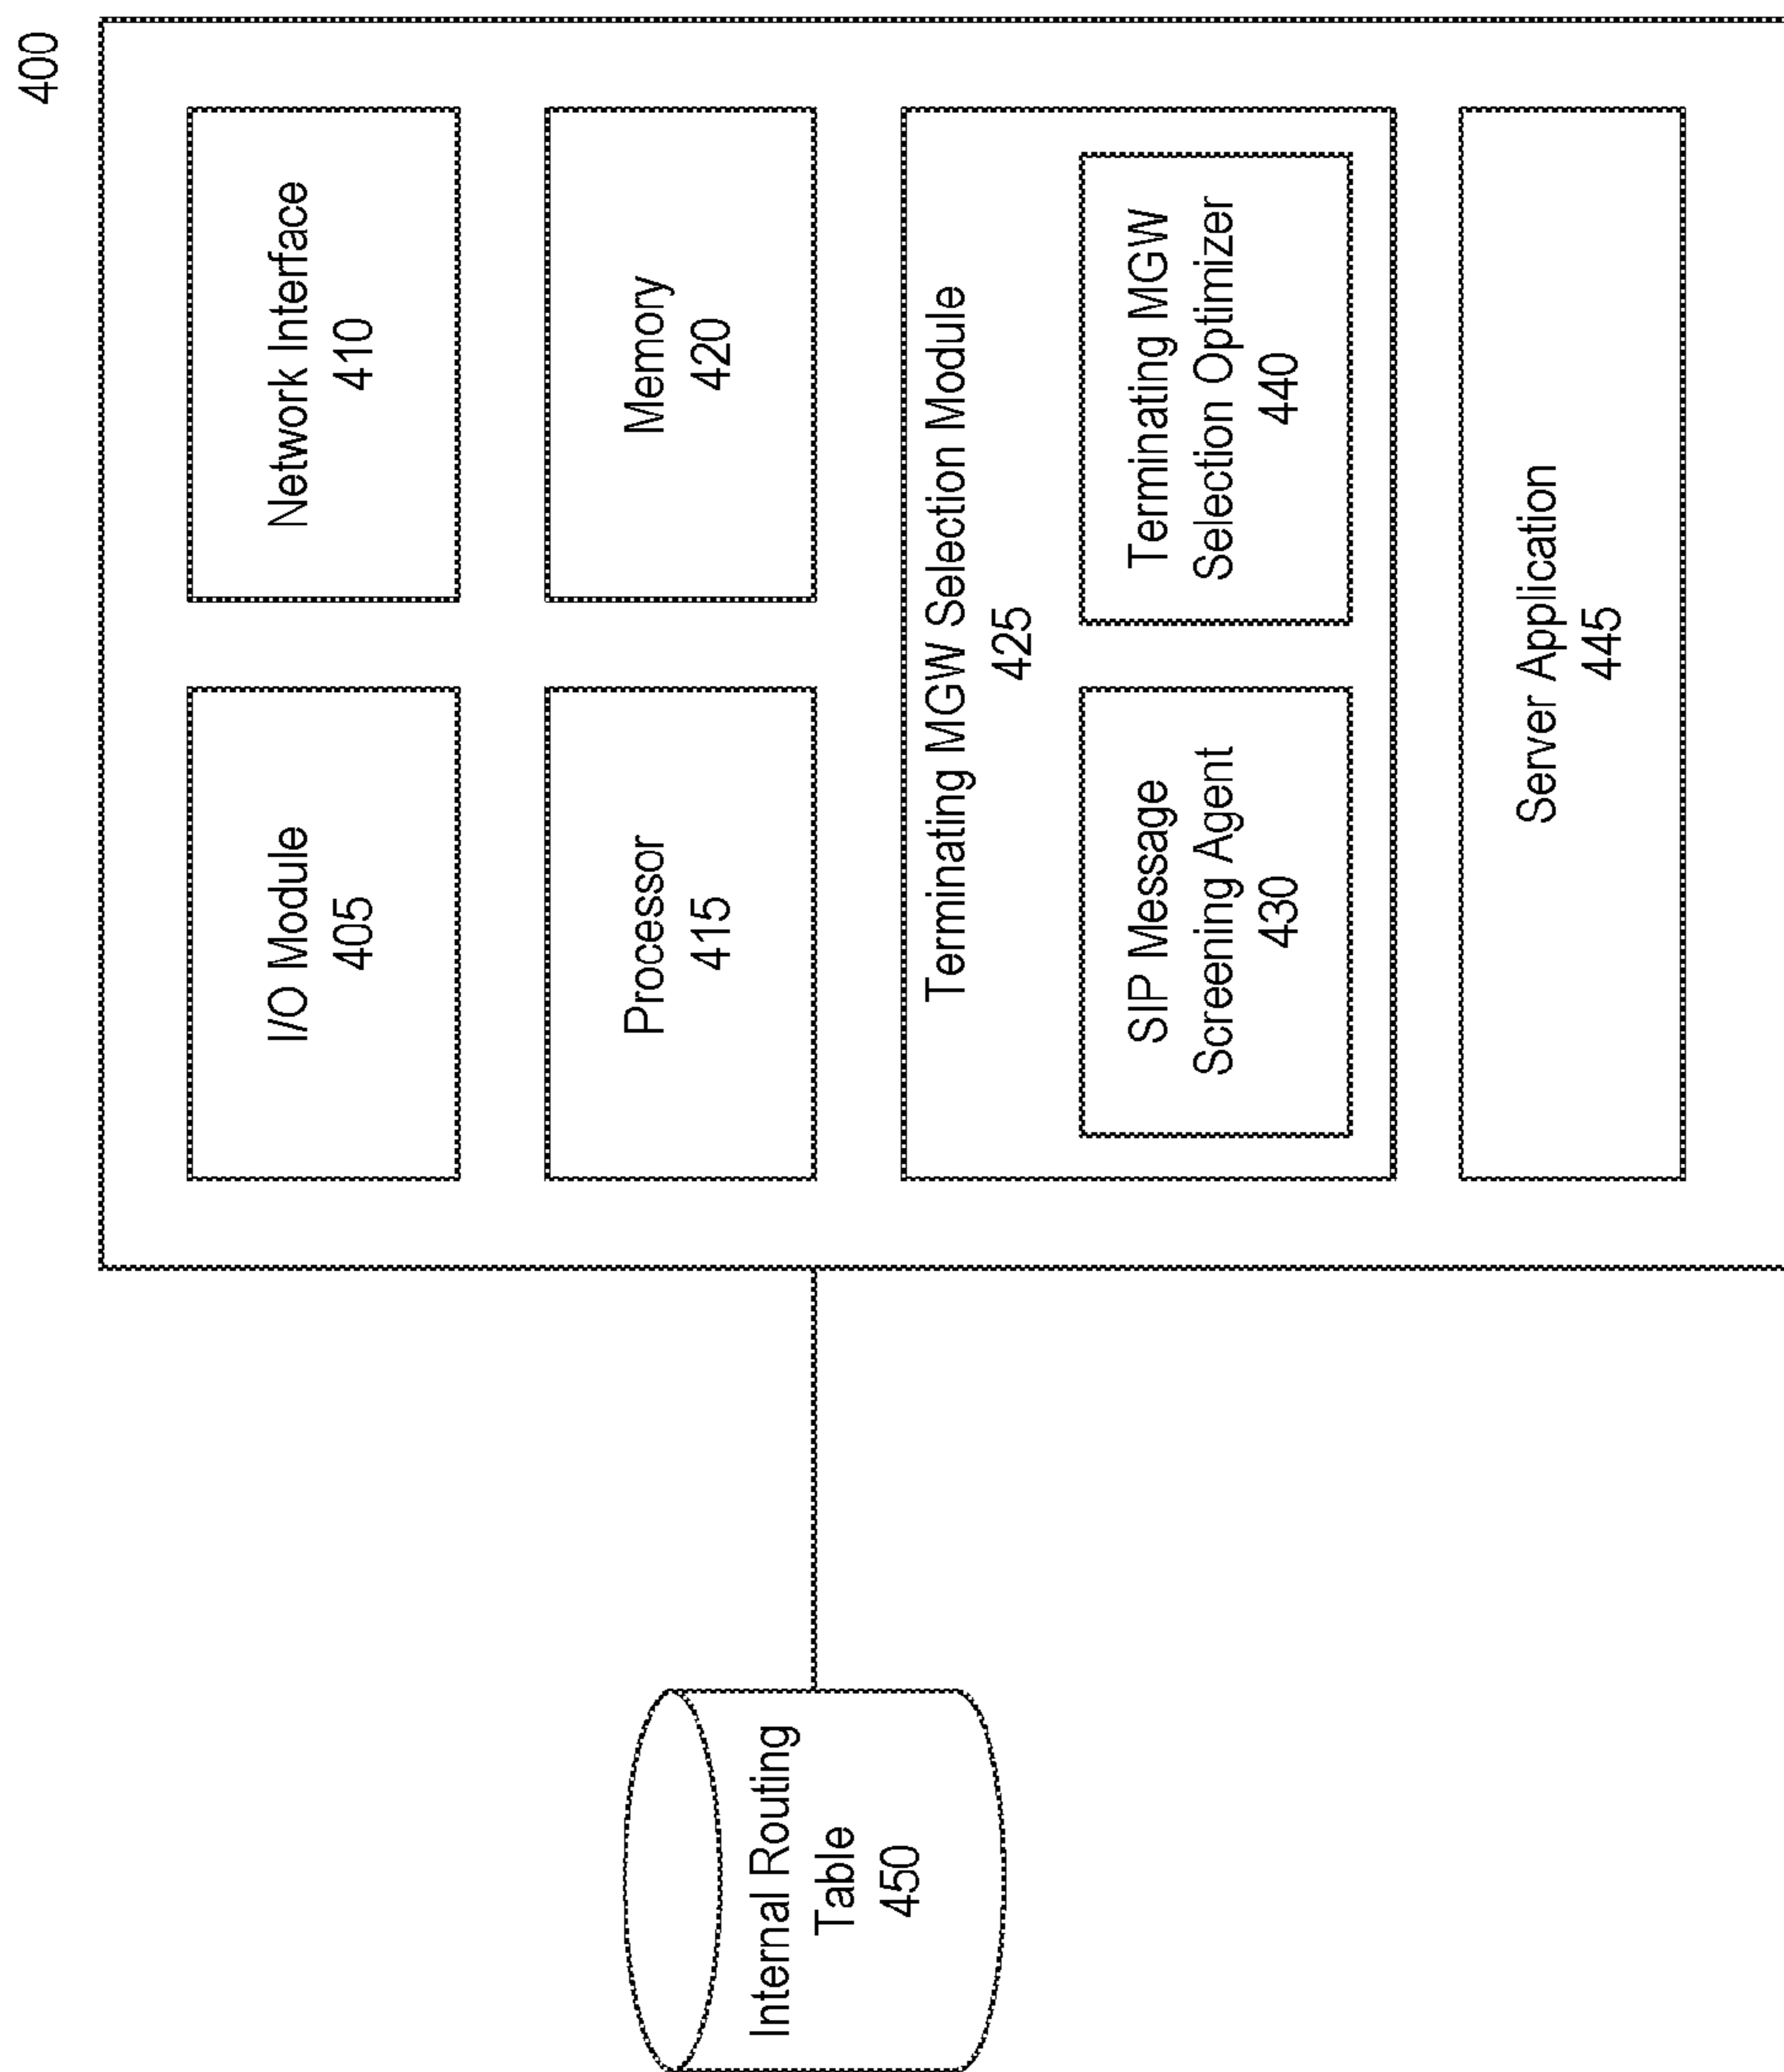 400
I/O Module
405
Network Interface
410
Processor
415
Memory
420
Terminating MGW Selection Module
425
SIP Message
Screening Agent
430
Terminating MGW
Selection Optimizer
440
Server Application
445
Internal Routing
Table
450